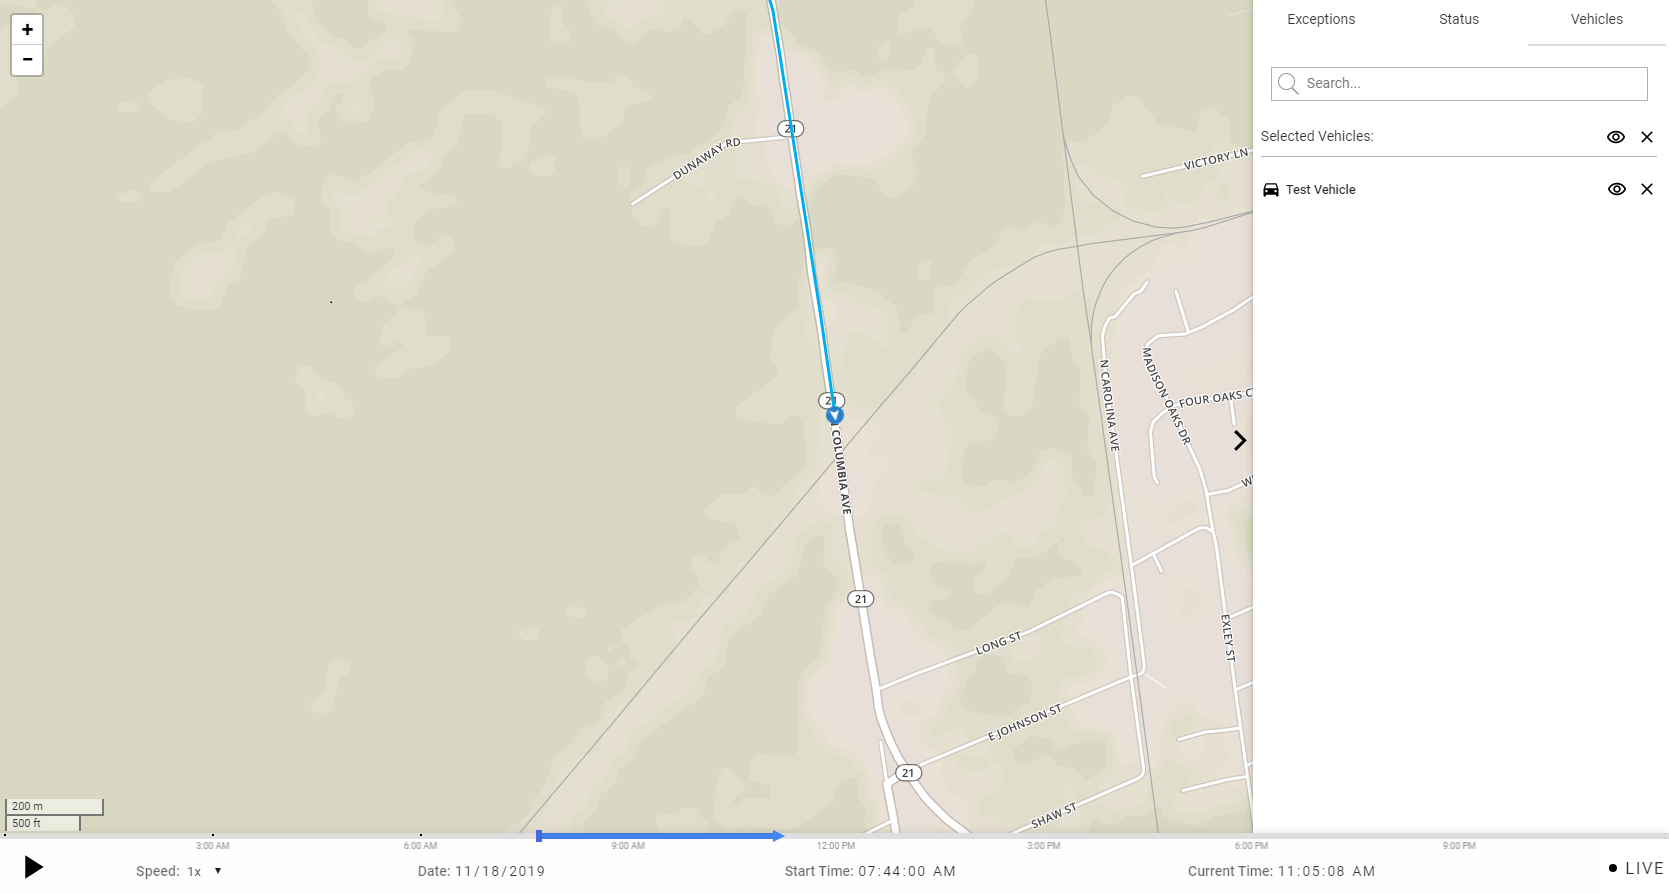 +
−
Exceptions Status Vehicles
Search...
Selected Vehicles:
Test Vehicle
21
DUNAWAY RD
VICTORY LN
21
COLUMBIA AVE
N CAROLINA AVE
MADISON OAKS DR
FOUR OAKS C
W
21
EXLEY ST
LONG ST
E JOHNSON ST
21
SHAW ST
200 m
500 ft
3:00 AM 6:00 AM 9:00 AM 12:00 PM 3:00 PM 6:00 PM 9:00 PM
Speed: 1x Date: 11/18/2019 Start Time: 07:44:00 AM Current Time: 11:05:08 AM LIVE